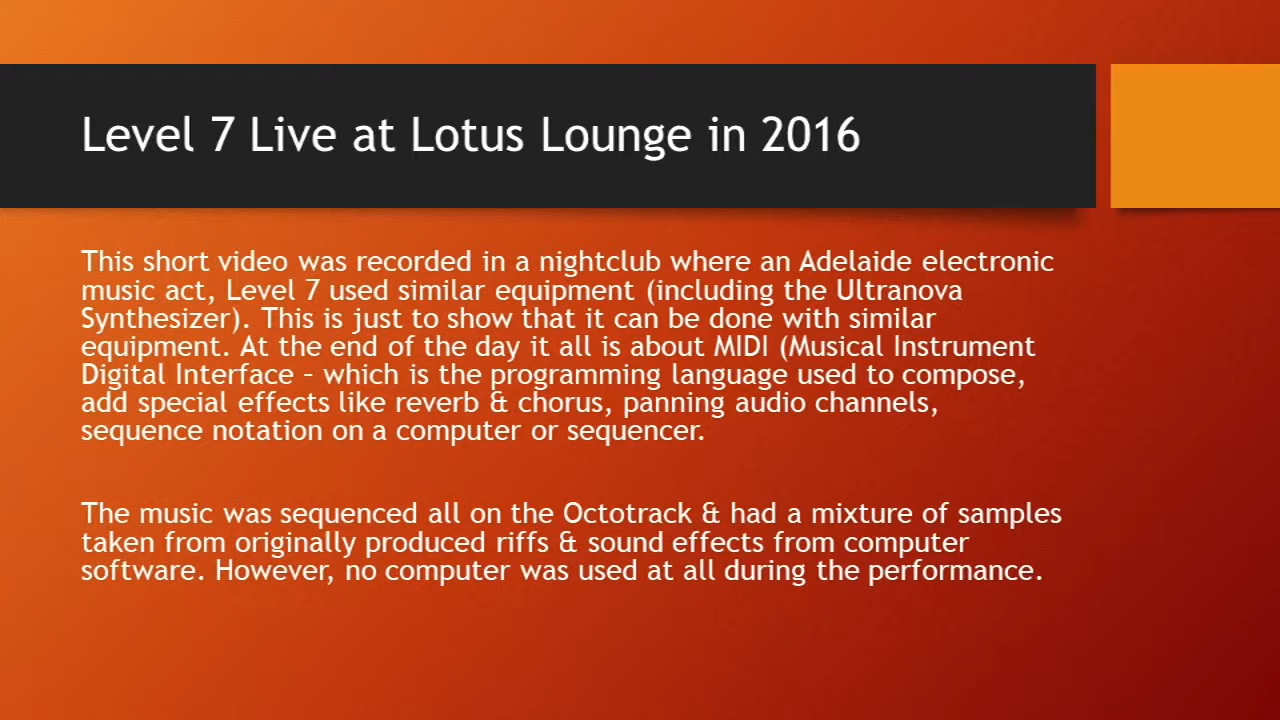 Level 7 Live at Lotus Lounge in 2016
This short video was recorded in a nightclub where an Adelaide electronic
music act, Level 7 used similar equipment (including the Ultranova
Synthesizer). This is just to show that it can be done with similar
equipment. At the end of the day it all is about MIDI (Musical Instrument
Digital Interface – which is the programming language used to compose,
add special effects like reverb & chorus, panning audio channels,
sequence notation on a computer or sequencer.
The music was sequenced all on the Octotrack & had a mixture of samples
taken from originally produced riffs & sound effects from computer
software. However, no computer was used at all during the performance.